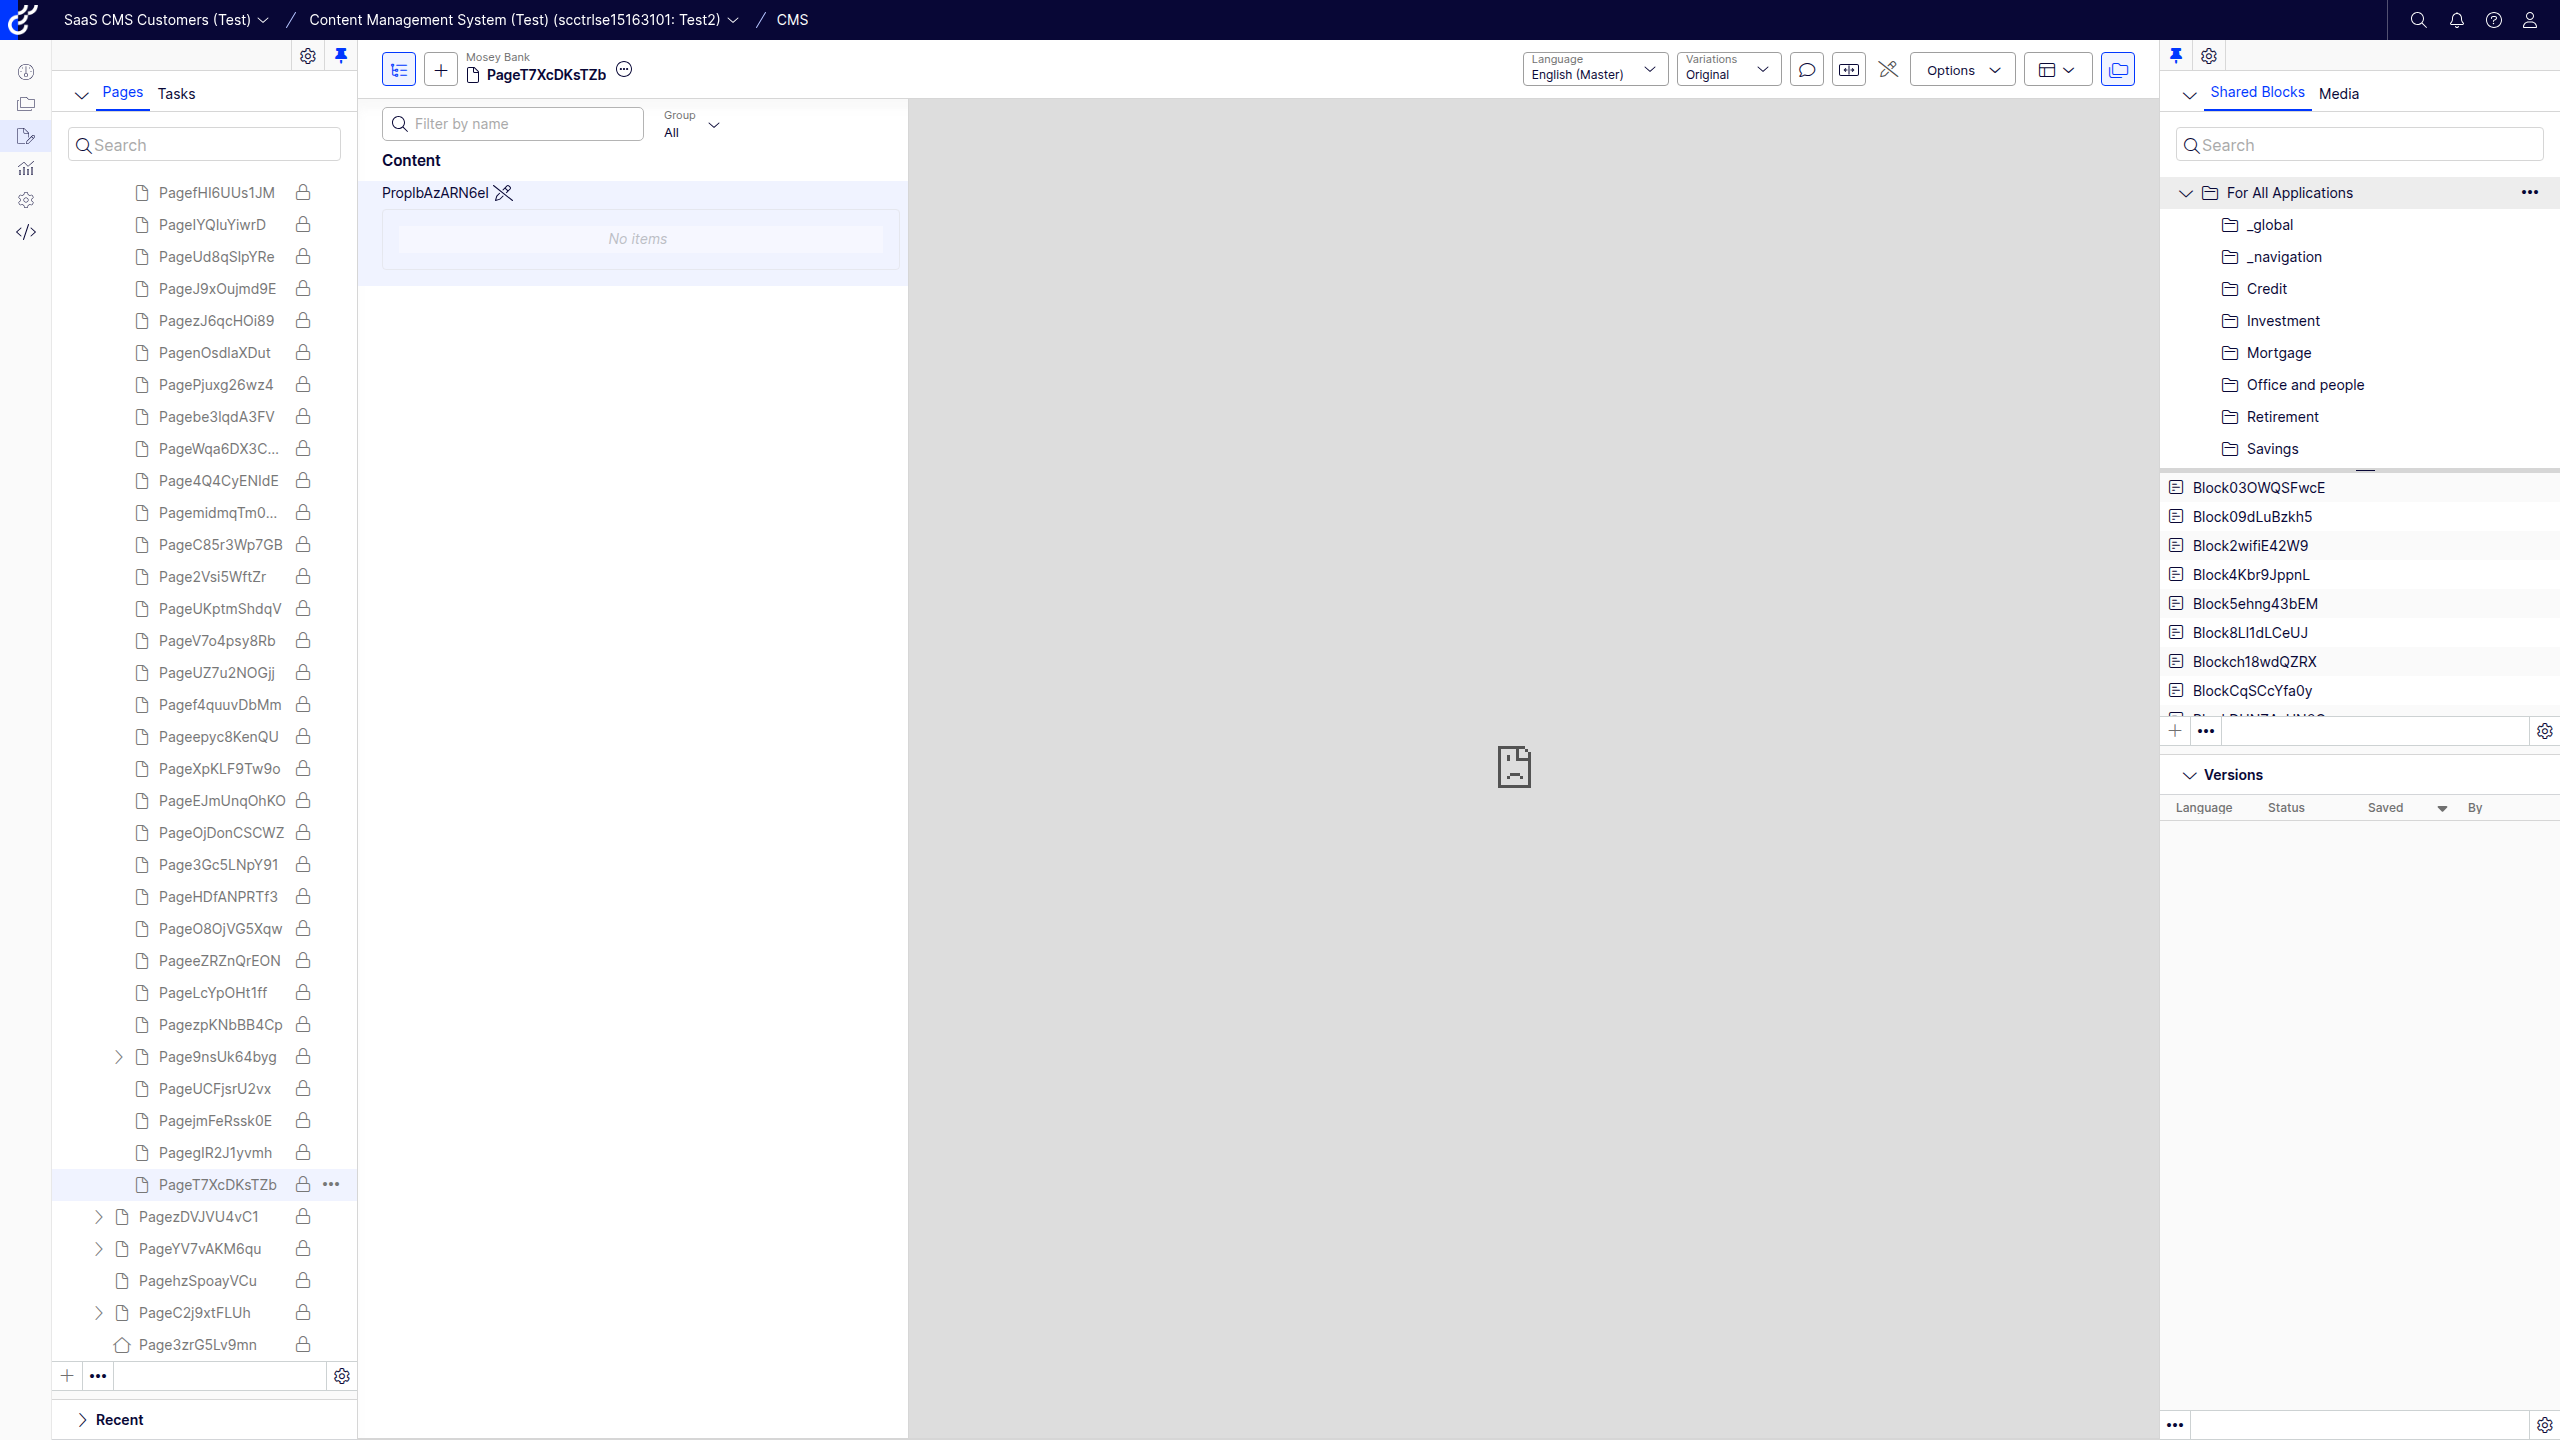 SaaS CMS Customers (Test)
Content Management System (Test) (scctrlse15163101: Test2)
CMS
Pages
Tasks
Search
PagefHI6UUs1JM
PageIYQIuYiwrD
PageUd8qSlpYRe
PageJ9xOujmd9E
PagezJ6qcHOi89
PagenOsdlaXDut
PagePjuxg26wz4
Pagebe3lqdA3FV
PageWqa6DX3C...
Page4Q4CyENIdE
PagemidmqTm0...
PageC85r3Wp7GB
Page2Vsi5WftZr
PageUKptmShdqV
PageV7o4psy8Rb
PageUZ7u2NOGjj
Pagef4quuvDbMm
Pageepyc8KenQU
PageXpKLF9Tw9o
PageEJmUnqOhKO
PageOjDonCSCWZ
Page3Gc5LNpY91
PageHDfANPRTf3
PageO8OjVG5Xqw
PageeZRZnQrEON
PageLcYpOHt1ff
PagezpKNbBB4Cp
Page9nsUk64byg
PageUCFjsrU2vx
PagejmFeRssk0E
PageglR2J1yvmh
PageT7XcDKsTZb
PagezDVJVU4vC1
PageYV7vAKM6qu
PagehzSpoayVCu
PageC2j9xtFLUh
Page3zrG5Lv9mn
Recent
Mosey Bank
PageT7XcDKsTZb
Language
English (Master)
Variations
Original
Options
Filter by name
Group
All
Content
PropIbAzARN6el
No items
Shared Blocks
Media
Search
For All Applications
_global
_navigation
Credit
Investment
Mortgage
Office and people
Retirement
Savings
Block03OWQSFwcE
Block09dLuBzkh5
Block2wifiE42W9
Block4Kbr9JppnL
Block5ehng43bEM
Block8LI1dLCeUJ
Blockch18wdQZRX
BlockCqSCcYfa0y
Versions
Language
Status
Saved
By